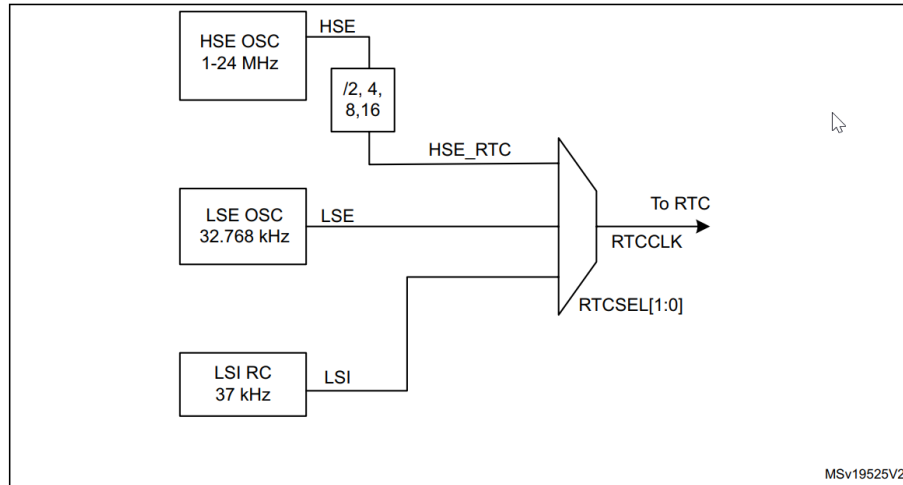 HSE OSC
1-24 MHz
HSE
/2, 4,
8,16
HSE_RTC
LSE OSC
32.768 kHz
LSE
To RTC
RTCCLK
RTCSEL[1:0]
LSI RC
37 kHz
LSI
MSv19525V2